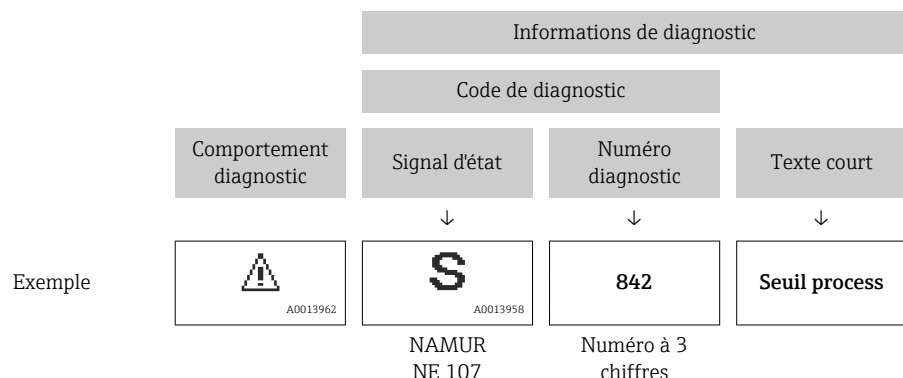 Informations de diagnostic
Code de diagnostic
Comportement
diagnostic
Signal d'état
Numéro
diagnostic
Texte court
↓ ↓ ↓
Exemple
⚠
A0013962
S
A0013958
842
Seuil process
NAMUR
NE 107
Numéro à 3
chiffres